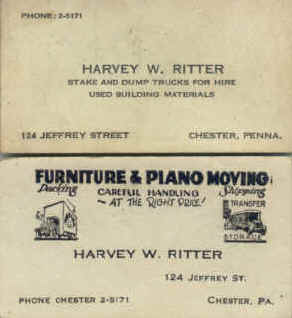 PHONE: 2-5171
HARVEY W. RITTER
STAKE AND DUMP TRUCKS FOR HIRE
USED BUILDING MATERIALS
124 JEFFREY STREET CHESTER, PENNA.
FURNITURE & PIANO MOVING
Packing CAREFUL HANDLING Shipping
- AT THE RIGHT PRICE!
TRANSFER
STORAGE
HARVEY W. RITTER
124 JEFFREY ST.
PHONE CHESTER 2-5171 CHESTER, PA.